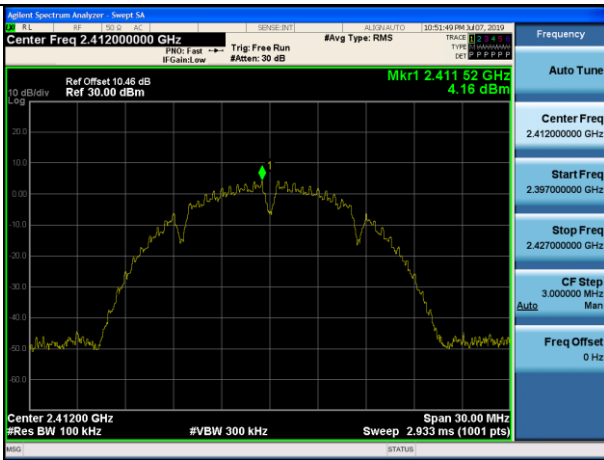 Agilent Spectrum Analyzer - Swept SA
RL RF 50 Ω AC SENSE:INT ALIGNAUTO 10:51:49 PM Jul 07, 2019
Center Freq 2.412000000 GHz #Avg Type: RMS TRACE 1 2 3 4 5 6
PNO: Fast Trig: Free Run TYPE
IFGain:Low #Atten: 30 dB DET P P P P P P
Ref Offset 10.46 dB Mkr1 2.411 52 GHz
10 dB/div Ref 30.00 dBm 4.16 dBm
Log
20.0
10.0
1
0.00
-10.0
-20.0
-30.0
-40.0
-50.0
-60.0
Center 2.41200 GHz Span 30.00 MHz
#Res BW 100 kHz #VBW 300 kHz Sweep 2.933 ms (1001 pts)
MSG STATUS
Frequency
Auto Tune
Center Freq
2.412000000 GHz
Start Freq
2.397000000 GHz
Stop Freq
2.427000000 GHz
CF Step
3.000000 MHz
Auto Man
Freq Offset
0 Hz